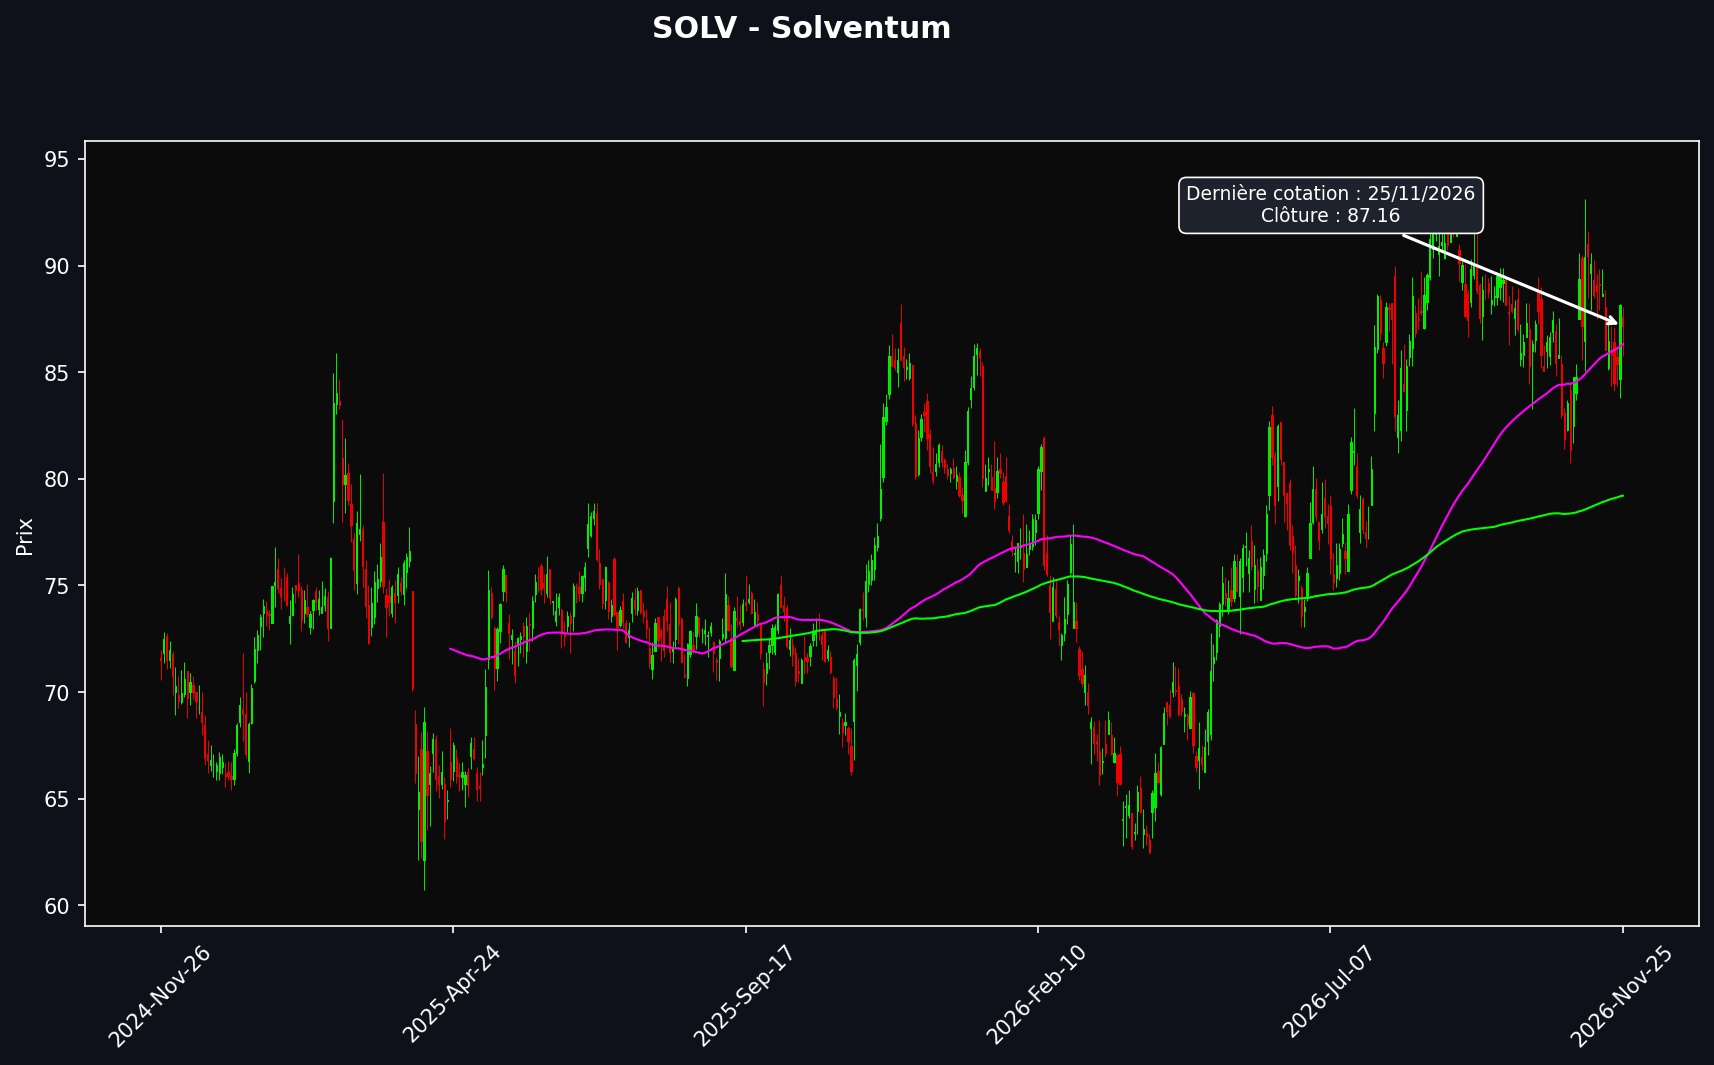 SOLV - Solventum
Dernière cotation : 25/11/2026
Clôture : 87.16
Prix
95
90
85
80
75
70
65
60
2024-Nov-26
2025-Apr-24
2025-Sep-17
2026-Feb-10
2026-Jul-07
2026-Nov-25